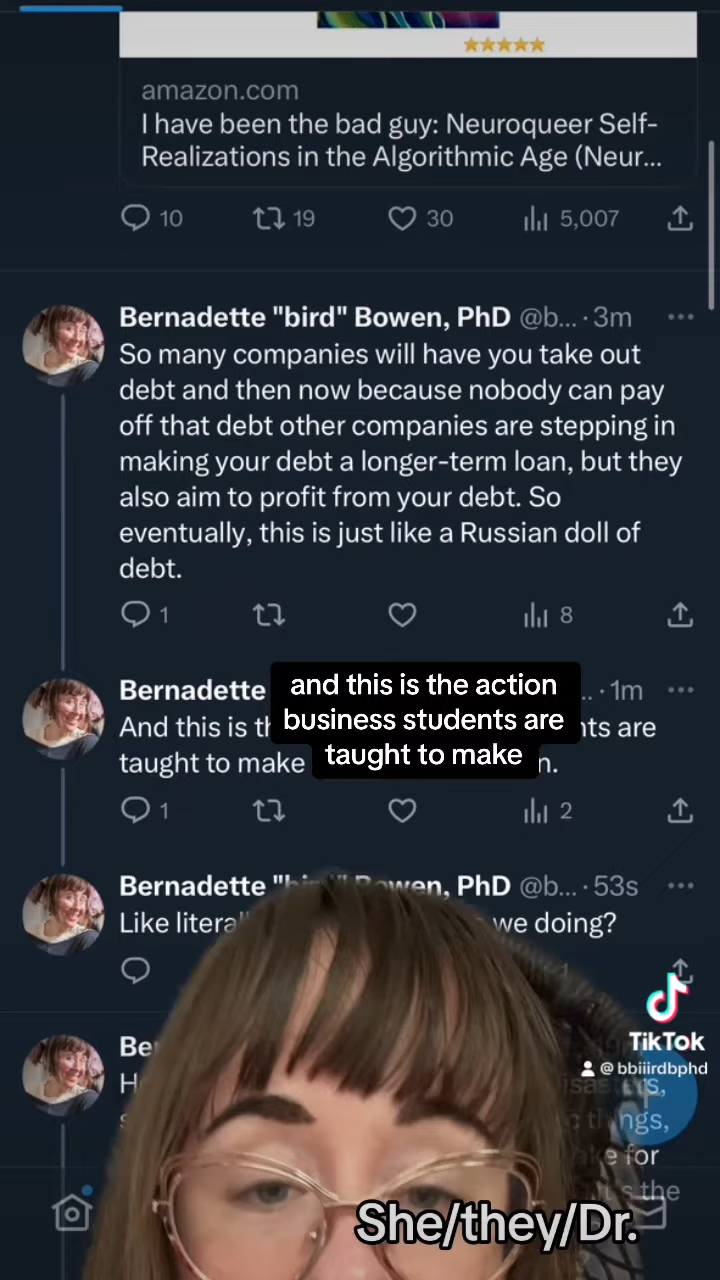 amazon.com
I have been the bad guy: Neuroqueer Self-
Realizations in the Algorithmic Age (Neur...
10 19 30 5,007
Bernadette "bird" Bowen, PhD @b... · 3m
So many companies will have you take out
debt and then now because nobody can pay
off that debt other companies are stepping in
making your debt a longer-term loan, but they
also aim to profit from your debt. So
eventually, this is just like a Russian doll of
debt.
1 8
Bernadette .. · 1m
and this is the action
business students are
taught to make
And this is are
taught to make
1 2
Bernadette Bowen, PhD @b... · 53s
Like we doing?
TikTok
@bbiiirdbphd
for
the
She/they/Dr.